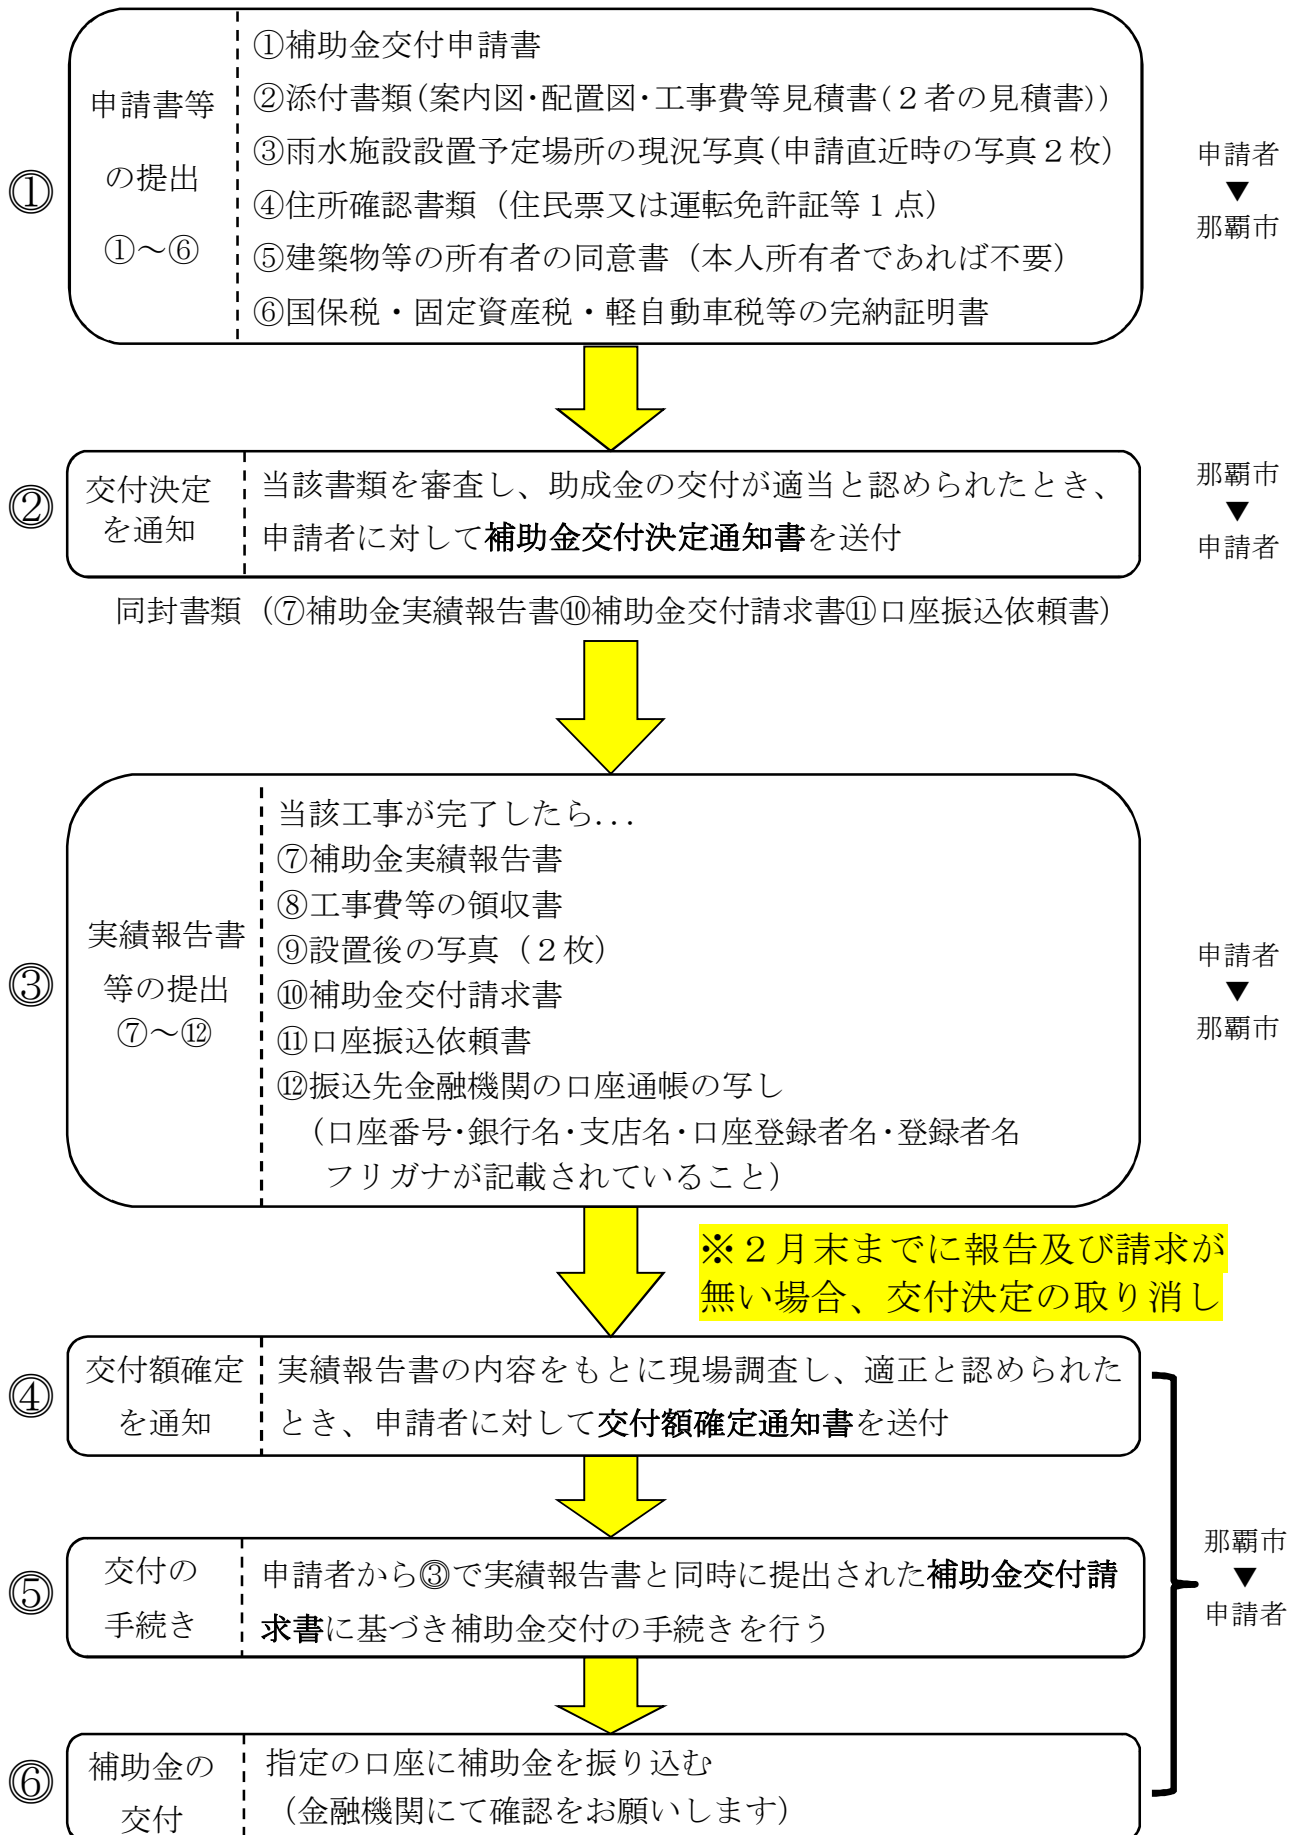 ①
申請書等
の提出
①~⑥
①補助金交付申請書
②添付書類(案内図・配置図・工事費等見積書(2者の見積書))
③雨水施設設置予定場所の現況写真(申請直近時の写真2枚)
④住所確認書類(住民票又は運転免許証等1点)
⑤建築物等の所有者の同意書(本人所有者であれば不要)
⑥国保税・固定資産税・軽自動車税等の完納証明書
申請者
▼
那覇市
②
交付決定
を通知
当該書類を審査し、助成金の交付が適当と認められたとき、
申請者に対して補助金交付決定通知書を送付
那覇市
▼
申請者
同封書類(⑦補助金実績報告書⑩補助金交付請求書⑪口座振込依頼書)
③
実績報告書
等の提出
⑦~⑫
当該工事が完了したら...
⑦補助金実績報告書
⑧工事費等の領収書
⑨設置後の写真(2枚)
⑩補助金交付請求書
⑪口座振込依頼書
⑫振込先金融機関の口座通帳の写し
(口座番号・銀行名・支店名・口座登録者名・登録者名
フリガナが記載されていること)
申請者
▼
那覇市
※2月末までに報告及び請求が
無い場合、交付決定の取り消し
④
交付額確定
を通知
実績報告書の内容をもとに現場調査し、適正と認められた
とき、申請者に対して交付額確定通知書を送付
⑤
交付の
手続き
申請者から③で実績報告書と同時に提出された補助金交付請
求書に基づき補助金交付の手続きを行う
那覇市
▼
申請者
⑥
補助金の
交付
指定の口座に補助金を振り込む
(金融機関にて確認をお願いします)